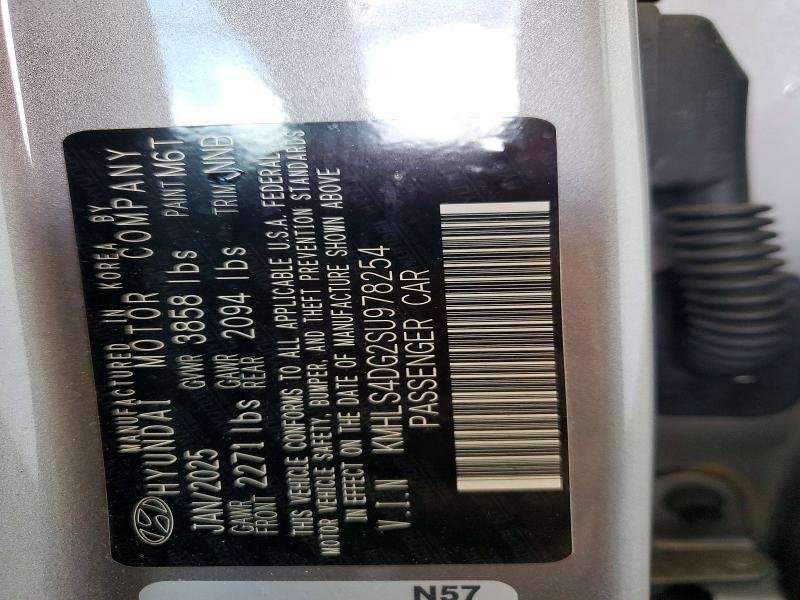 MANUFACTURED IN KOREA BY
HYUNDAI MOTOR COMPANY
JAN/2025 GVWR 3858 lbs PAINT M6T
GAWR FRONT 2271 lbs GAWR REAR 2094 lbs TRIM NNB
THIS VEHICLE CONFORMS TO ALL APPLICABLE U.S.A. FEDERAL
MOTOR VEHICLE SAFETY, BUMPER, AND THEFT PREVENTION STANDARDS
IN EFFECT ON THE DATE OF MANUFACTURE SHOWN ABOVE
V.I.N KMHLS4DG2SU978254
PASSENGER CAR
N57